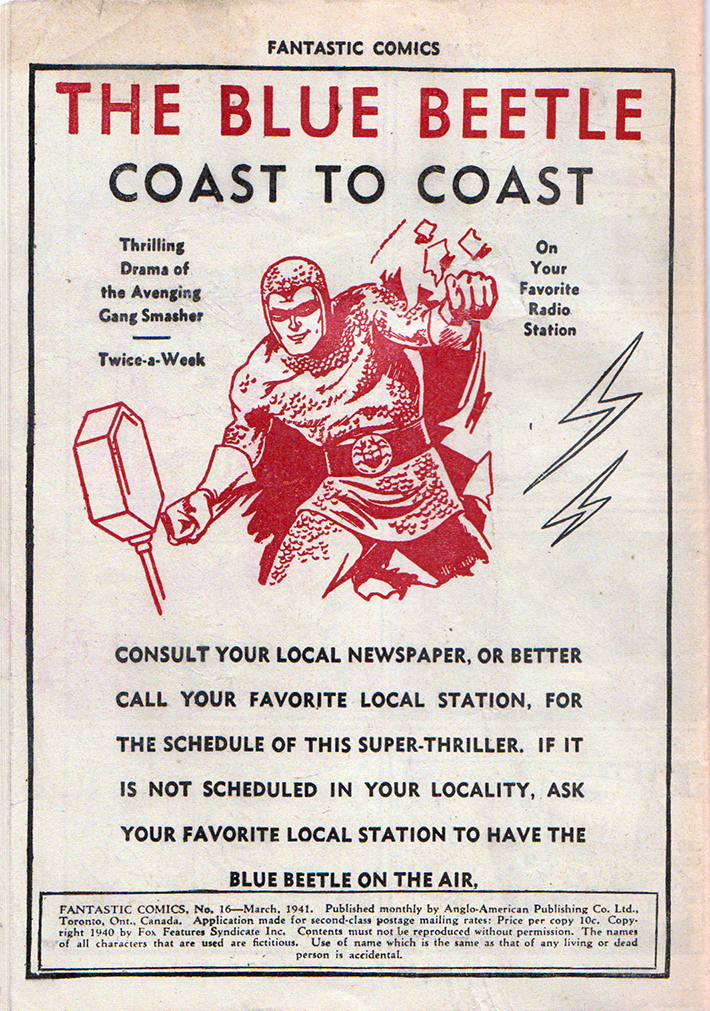 FANTASTIC COMICS
THE BLUE BEETLE
COAST TO COAST
Thrilling
Drama of
the Avenging
Gang Smasher
Twice-a-Week
On
Your
Favorite
Radio
Station
CONSULT YOUR LOCAL NEWSPAPER, OR BETTER
CALL YOUR FAVORITE LOCAL STATION, FOR
THE SCHEDULE OF THIS SUPER-THRILLER. IF IT
IS NOT SCHEDULED IN YOUR LOCALITY, ASK
YOUR FAVORITE LOCAL STATION TO HAVE THE
BLUE BEETLE ON THE AIR,
FANTASTIC COMICS, No. 16—March, 1941. Published monthly by Anglo-American Publishing Co. Ltd.,
Toronto, Ont., Canada. Application made for second-class postage mailing rates: Price per copy 10c. Copy-
right 1940 by Fox Features Syndicate Inc. Contents must not be reproduced without permission. The names
of all characters that are used are fictitious. Use of name which is the same as that of any living or dead
person is accidental.